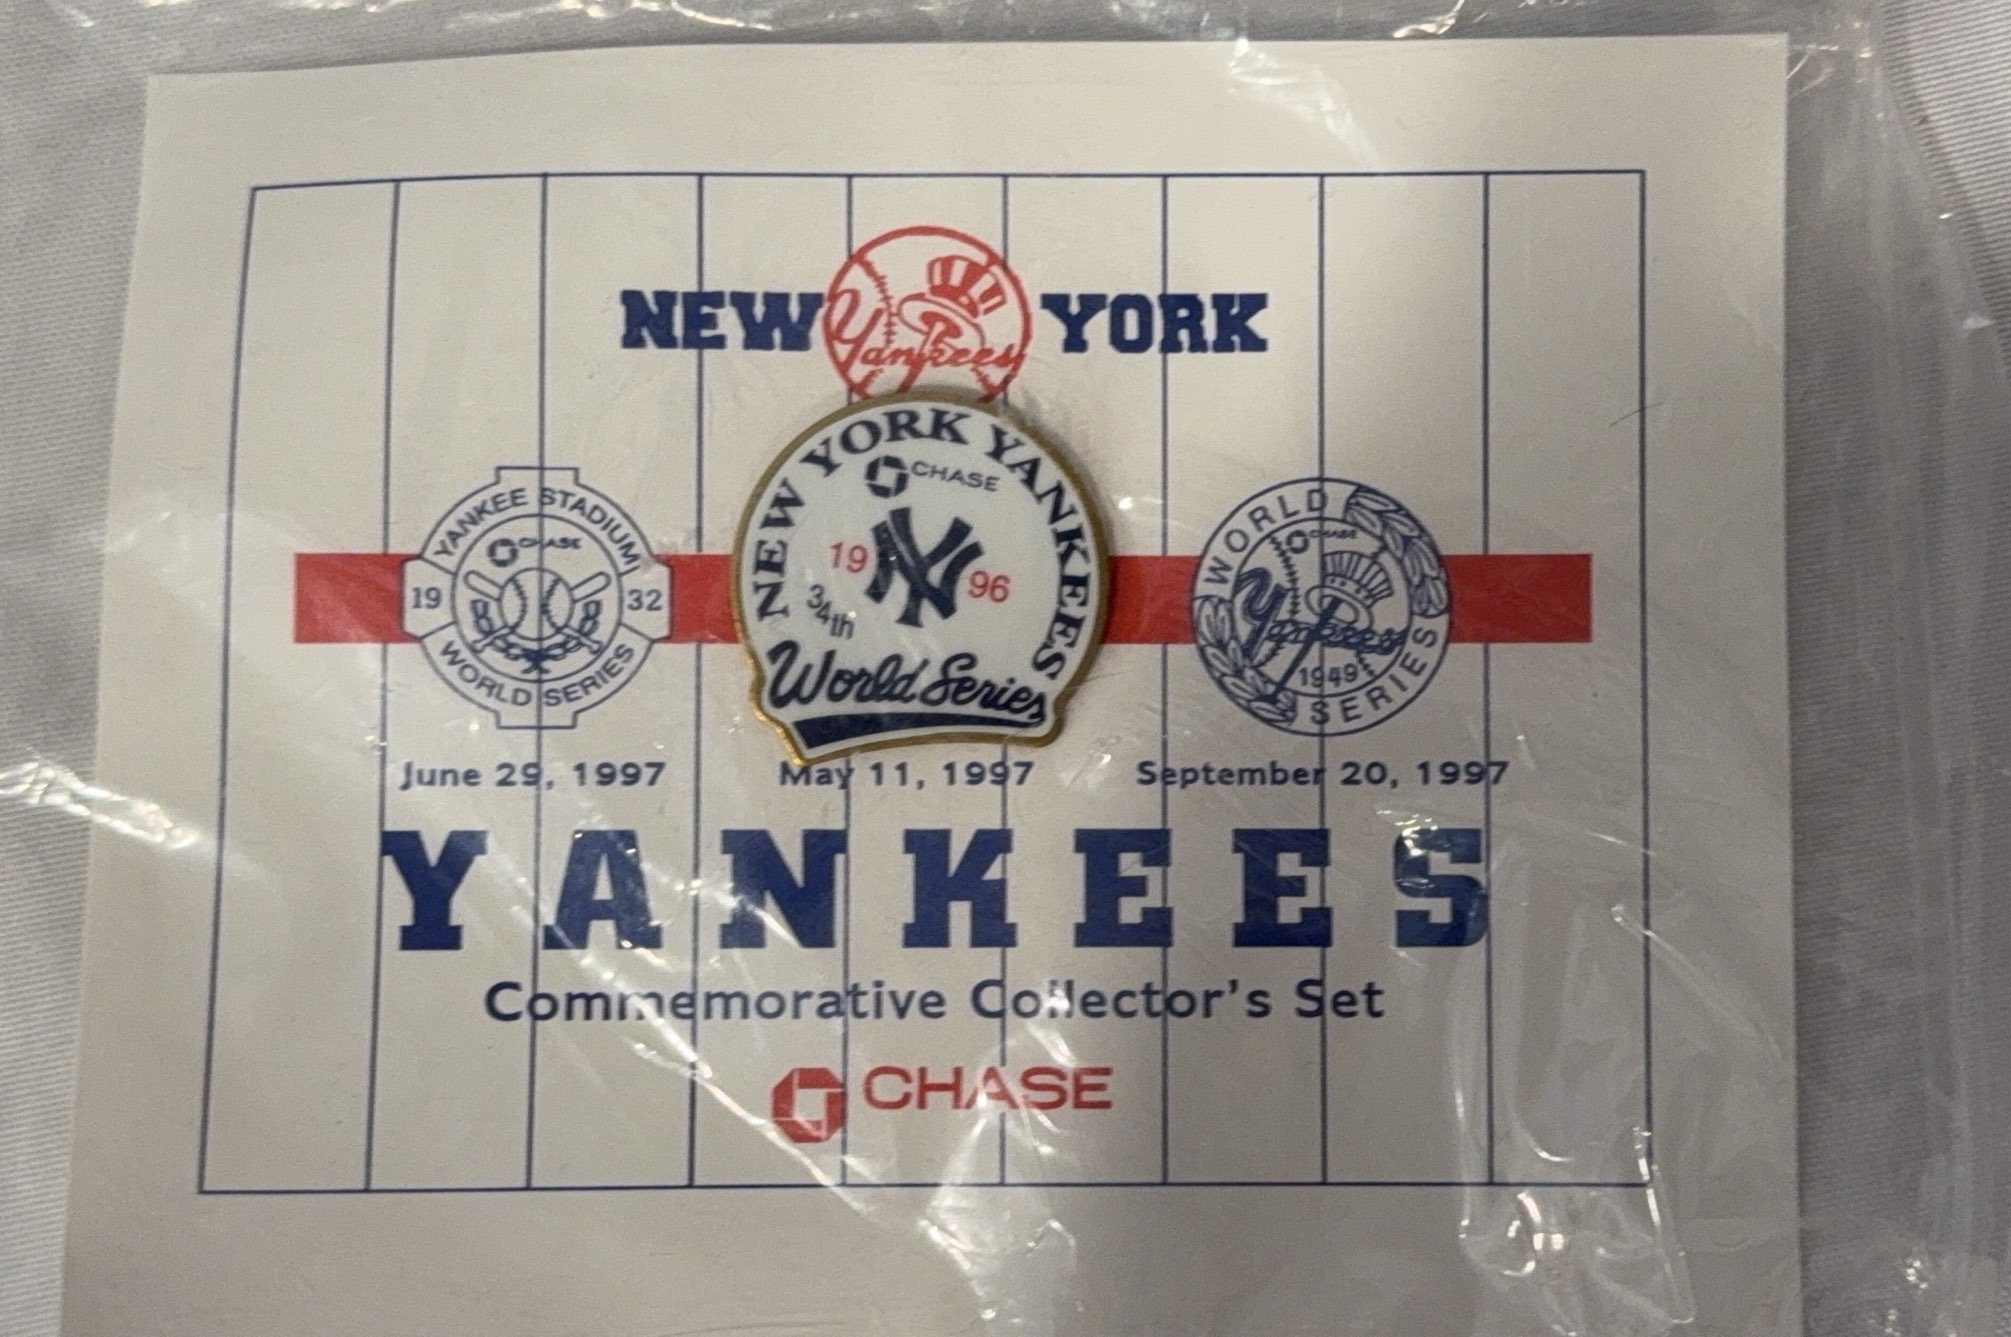 NEW Yankees YORK
NEW YORK YANKEES
CHASE
19 96
34th
World Series
YANKEE STADIUM
CHASE
19 32
WORLD SERIES
WORLD
CHASE
Yankees
1949
SERIES
June 29, 1997 May 11, 1997 September 20, 1997
YANKEES
Commemorative Collector's Set
CHASE